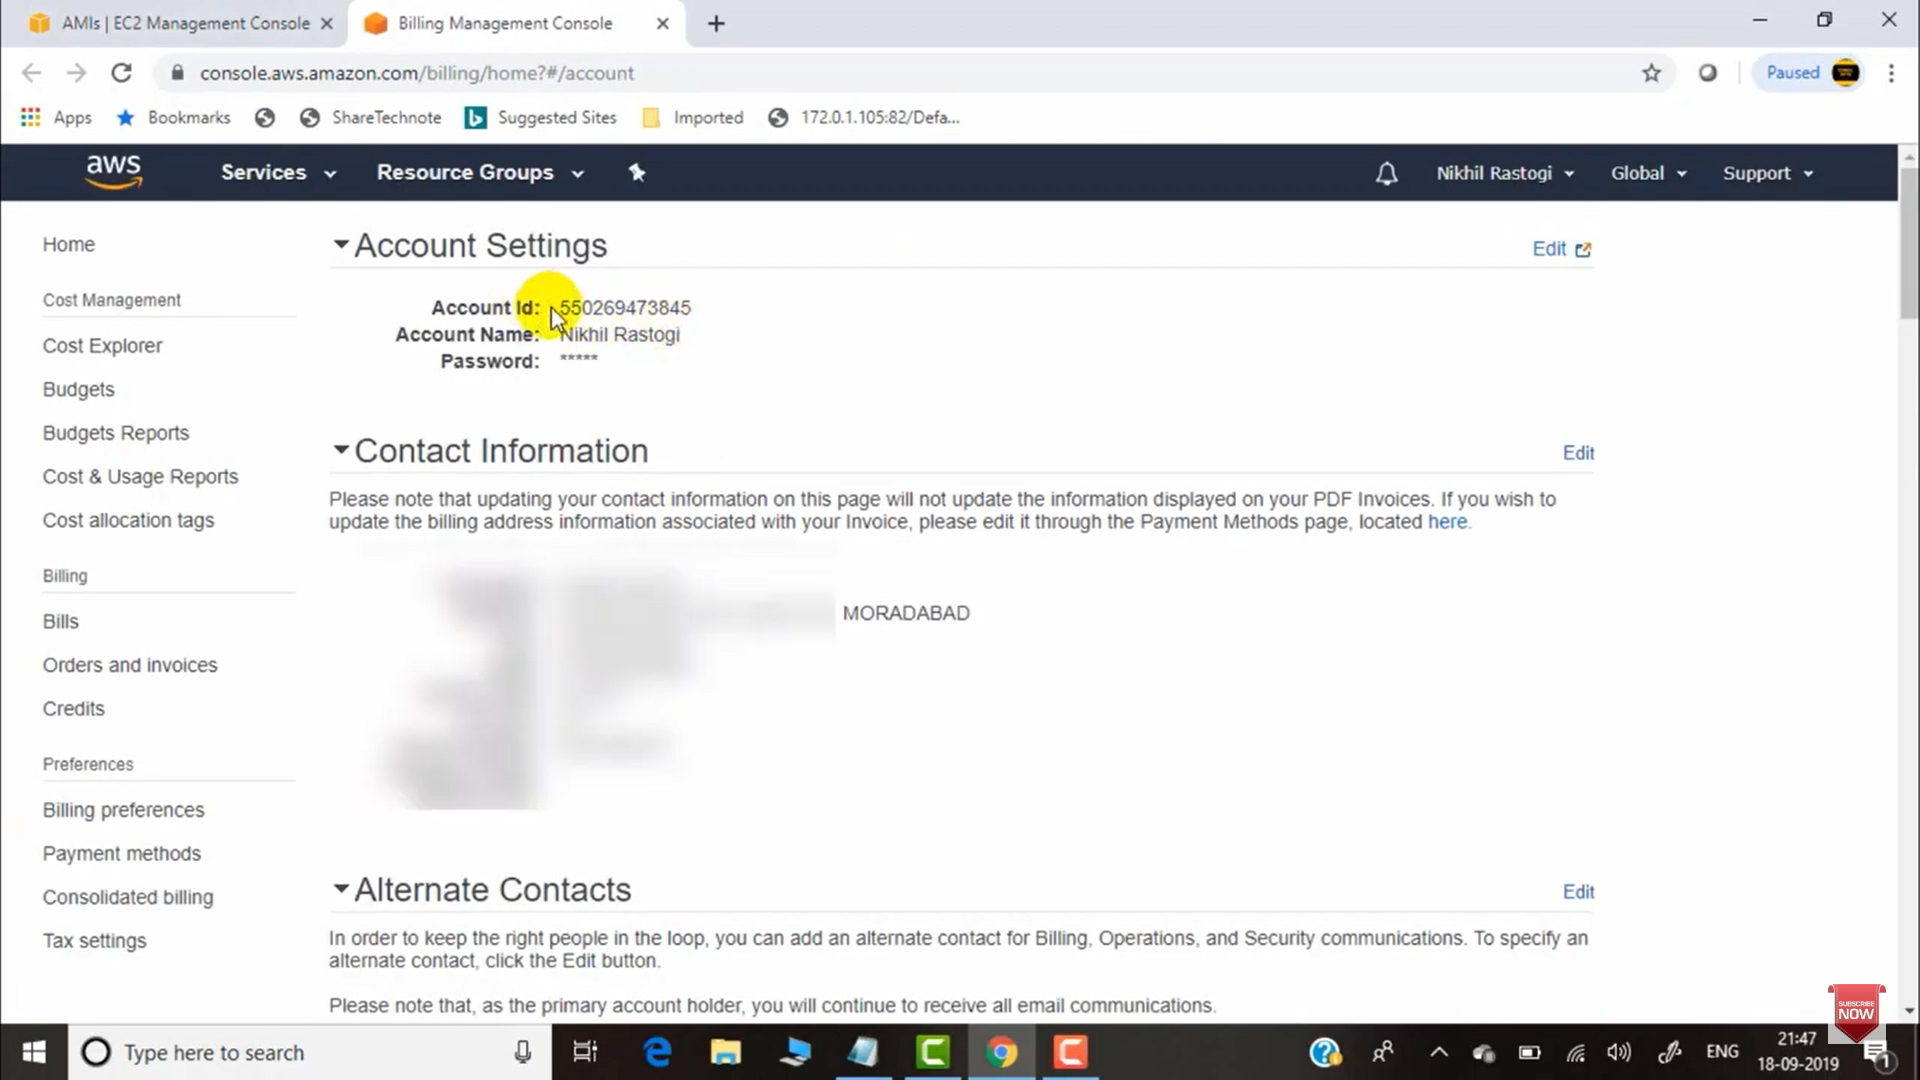 AMIs | EC2 Management Console
Billing Management Console
console.aws.amazon.com/billing/home?#/account
Paused
Apps
Bookmarks
ShareTechnote
Suggested Sites
Imported
172.0.1.105:82/Defa...
aws
Services
Resource Groups
Nikhil Rastogi
Global
Support
Home
Cost Management
Cost Explorer
Budgets
Budgets Reports
Cost & Usage Reports
Cost allocation tags
Billing
Bills
Orders and invoices
Credits
Preferences
Billing preferences
Payment methods
Consolidated billing
Tax settings
Account Settings
Edit
Account Id: 550269473845
Account Name: Nikhil Rastogi
Password: *****
Contact Information
Edit
Please note that updating your contact information on this page will not update the information displayed on your PDF Invoices. If you wish to
update the billing address information associated with your Invoice, please edit it through the Payment Methods page, located here.
MORADABAD
Alternate Contacts
Edit
In order to keep the right people in the loop, you can add an alternate contact for Billing, Operations, and Security communications. To specify an
alternate contact, click the Edit button.
Please note that, as the primary account holder, you will continue to receive all email communications.
SUBSCRIBE
NOW
Type here to search
ENG
21:47
18-09-2019
1